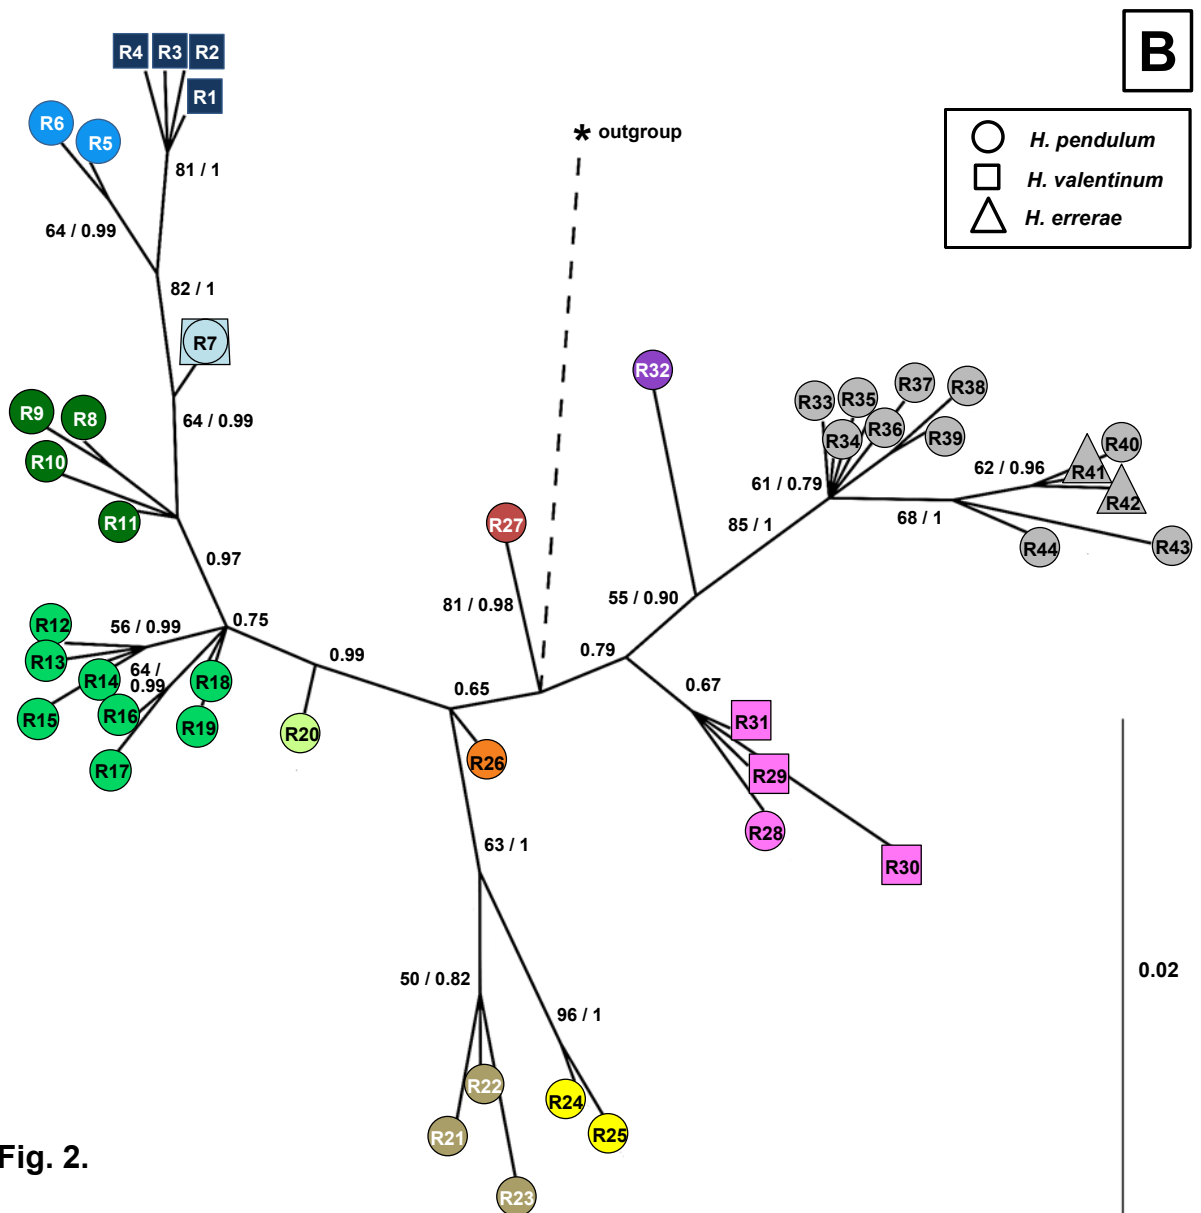 B
R4 R3 R2
R1
R6
R5
* outgroup
H. pendulum
H. valentinum
H. errerae
81 / 1
64 / 0.99
82 / 1
R7
R32
R37
R38
R33
R35
R9
R8
64 / 0.99
R36
R34
R39
R40
R10
R41
62 / 0.96
61 / 0.79
R42
R11
R27
85 / 1
68 / 1
R44
R43
0.97
55 / 0.90
81 / 0.98
R12
56 / 0.99
0.75
R13
0.99
0.79
64 /
0.99
R14
R18
0.67
0.65
R15
R16
R19
R20
R31
R26
R17
R29
R28
63 / 1
R30
50 / 0.82
0.02
96 / 1
R22
R24
R21
R25
Fig. 2.
R23